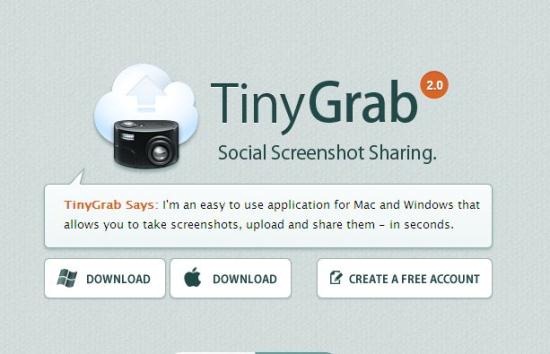 TinyGrab 2.0
Social Screenshot Sharing.
TinyGrab Says: I'm an easy to use application for Mac and Windows that
allows you to take screenshots, upload and share them – in seconds.
DOWNLOAD DOWNLOAD CREATE A FREE ACCOUNT